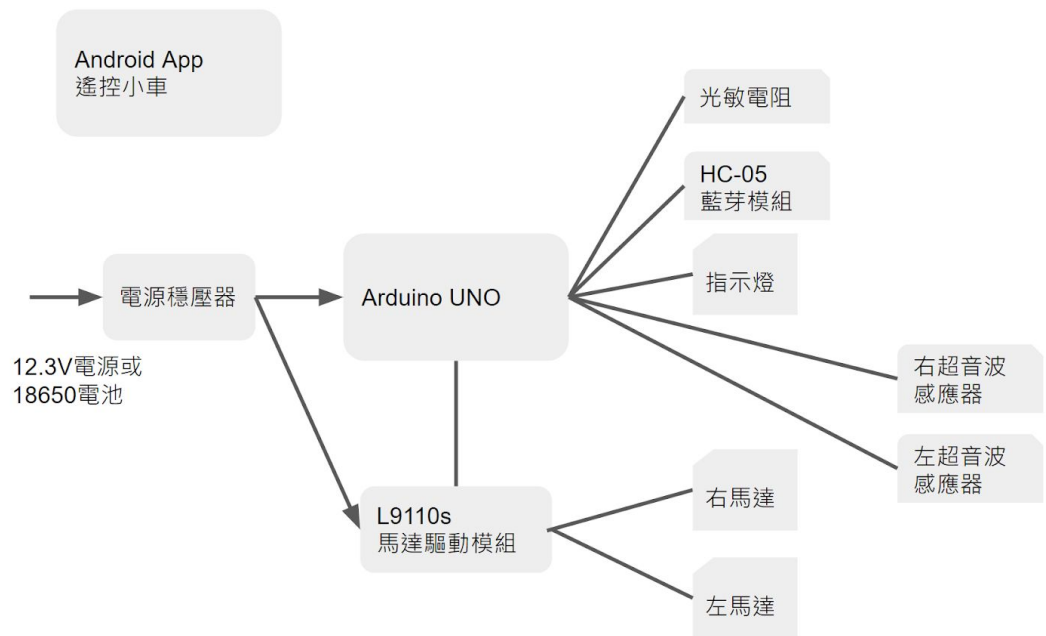 Android App
遙控小車
光敏電阻
HC-05
藍芽模組
指示燈
電源穩壓器
Arduino UNO
12.3V電源或
18650電池
右超音波
感應器
左超音波
感應器
L9110s
馬達驅動模組
右馬達
左馬達